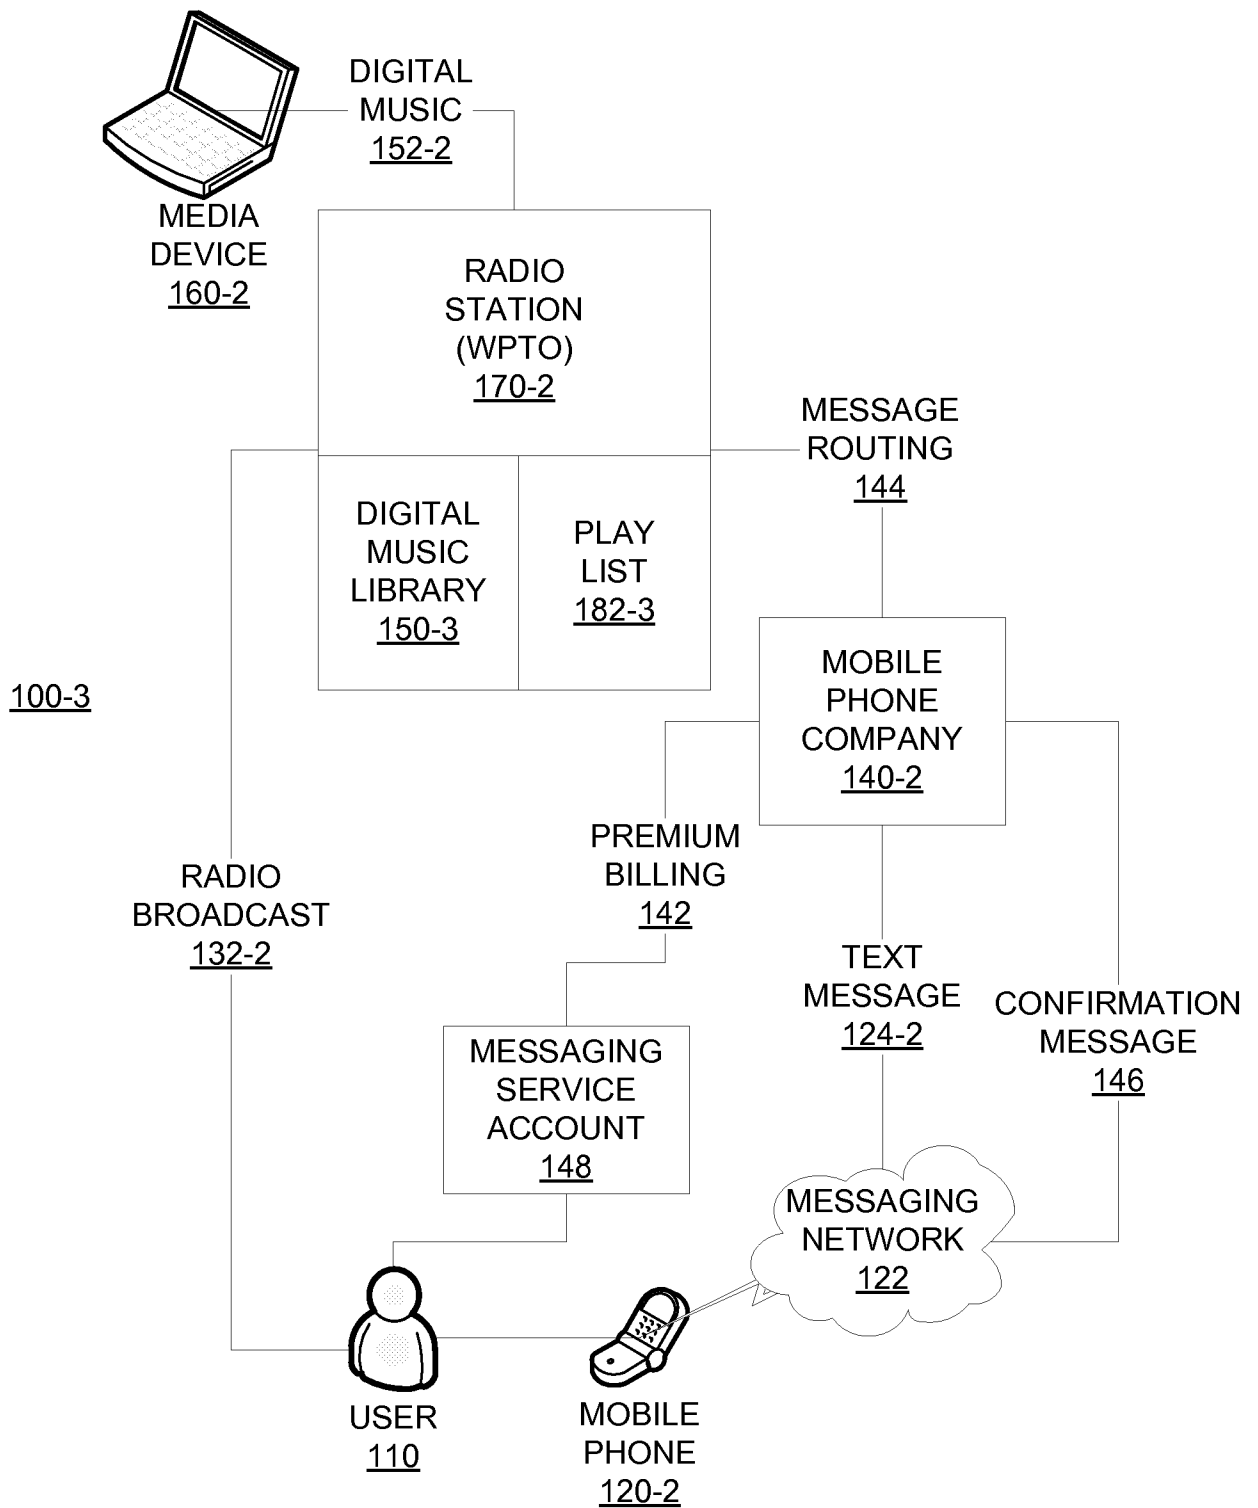 DIGITAL
MUSIC
152-2
MEDIA
DEVICE
160-2
RADIO
STATION
(WPTO)
170-2
MESSAGE
ROUTING
144
DIGITAL
MUSIC
LIBRARY
150-3
PLAY
LIST
182-3
100-3
MOBILE
PHONE
COMPANY
140-2
PREMIUM
BILLING
142
RADIO
BROADCAST
132-2
TEXT
MESSAGE
124-2
CONFIRMATION
MESSAGE
146
MESSAGING
SERVICE
ACCOUNT
148
MESSAGING
NETWORK
122
USER
110
MOBILE
PHONE
120-2